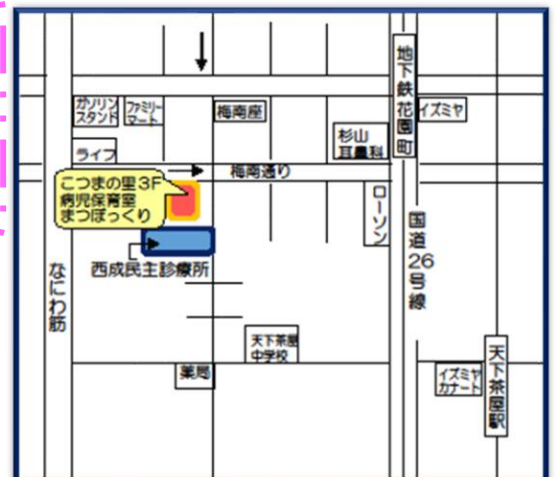 地下鉄花園町
ガソリン
スタンド
ファミリー
マート
梅南座
イズミヤ
杉山
耳鼻科
ライフ
梅南通り
こつまの里3F
病児保育室
まつぼっくり
ローソン
国道26号線
西成民主診療所
なにわ筋
天下茶屋
中学校
薬局
イズミヤ
カナート
天下茶屋駅